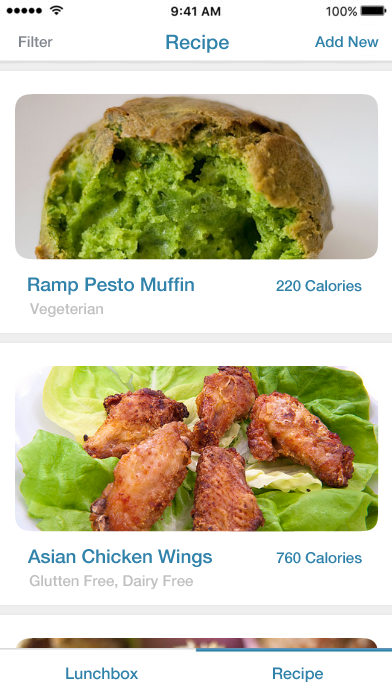 9:41 AM
100%
Filter
Recipe
Add New
Ramp Pesto Muffin
220 Calories
Vegeterian
Asian Chicken Wings
760 Calories
Glutten Free, Dairy Free
Lunchbox
Recipe